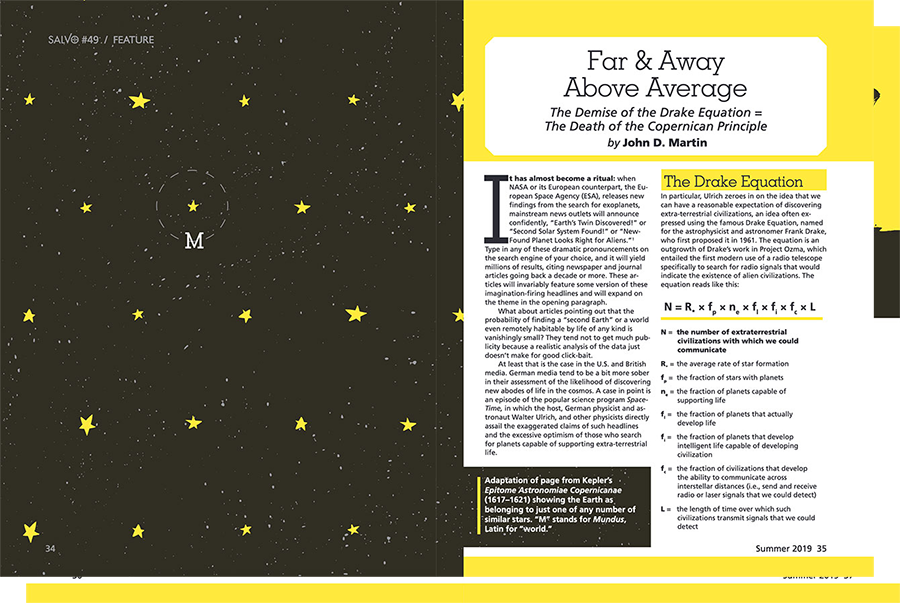 SALVO #49 / FEATURE
M
34
Far & Away
Above Average
The Demise of the Drake Equation =
The Death of the Copernican Principle
by John D. Martin
It has almost become a ritual: when
NASA or its European counterpart, the Eu-
ropean Space Agency (ESA), releases new
findings from the search for exoplanets,
mainstream news outlets will announce
confidently, “Earth’s Twin Discovered!” or
“Second Solar System Found!” or “New-
Found Planet Looks Right for Aliens.”¹
Type in any of these dramatic pronouncements on
the search engine of your choice, and it will yield
millions of results, citing newspaper and journal
articles going back a decade or more. These ar-
ticles will invariably feature some version of these
imagination-firing headlines and will expand on
the theme in the opening paragraph.
What about articles pointing out that the
probability of finding a “second Earth” or a world
even remotely habitable by life of any kind is
vanishingly small? They tend not to get much pub-
licity because a realistic analysis of the data just
doesn’t make for good click-bait.
At least that is the case in the U.S. and British
media. German media tend to be a bit more sober
in their assessment of the likelihood of discovering
new abodes of life in the cosmos. A case in point is
an episode of the popular science program Space-
Time, in which the host, German physicist and as-
tronaut Walter Ulrich, and other physicists directly
assail the exaggerated claims of such headlines
and the excessive optimism of those who search
for planets capable of supporting extra-terrestrial
life.
Adaptation of page from Kepler’s
Epitome Astronomiae Copernicanae
(1617–1621) showing the Earth as
belonging to just one of any number of
similar stars. “M” stands for Mundus,
Latin for “world.”
The Drake Equation
In particular, Ulrich zeroes in on the idea that we
can have a reasonable expectation of discovering
extra-terrestrial civilizations, an idea often ex-
pressed using the famous Drake Equation, named
for the astrophysicist and astronomer Frank Drake,
who first proposed it in 1961. The equation is an
outgrowth of Drake’s work in Project Ozma, which
entailed the first modern use of a radio telescope
specifically to search for radio signals that would
indicate the existence of alien civilizations. The
equation reads like this:
N = R* × fp × ne × fl × fi × fc × L
N = the number of extraterrestrial
civilizations with which we could
communicate
R* = the average rate of star formation
fp = the fraction of stars with planets
ne = the fraction of planets capable of
supporting life
fl = the fraction of planets that actually
develop life
fi = the fraction of planets that develop
intelligent life capable of developing
civilization
fc = the fraction of civilizations that develop
the ability to communicate across
interstellar distances (i.e., send and receive
radio or laser signals that we could detect)
L = the length of time over which such
civilizations transmit signals that we could
detect
Summer 2019 35